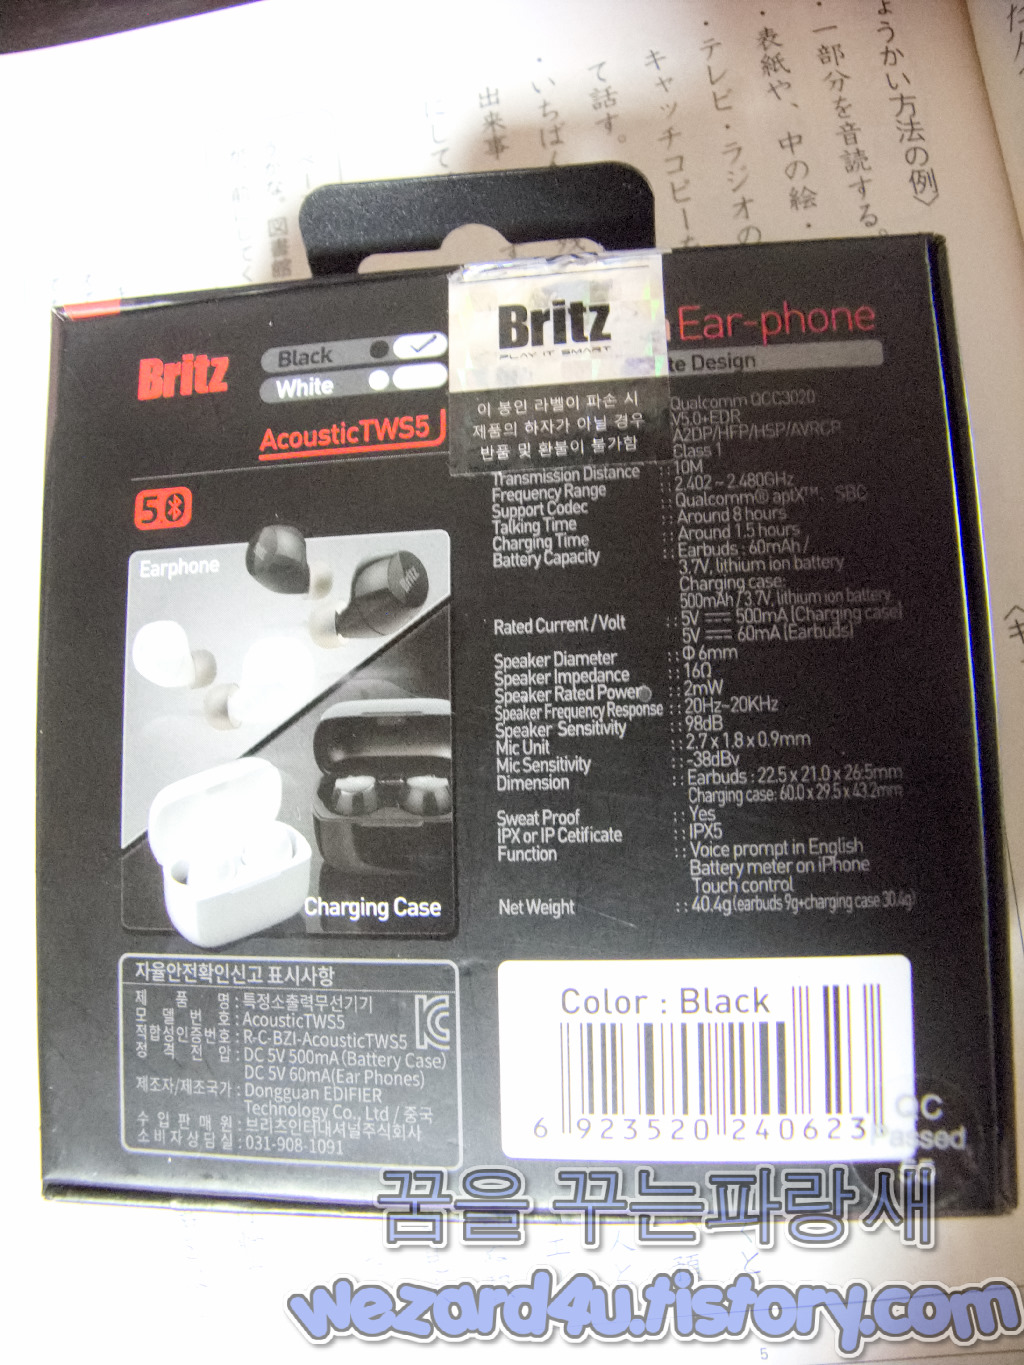 ょうかい方法の例〉
・一部分を音読する。
・表紙や、中の絵・
・テレビ・ラジオの
キャッチコピーを
て話す。
・いちばん
出来事
にして
Britz
Black
White
AcousticTWS5
5.0
Britz
PLAY IT SMART
이 봉인 라벨이 파손 시
제품의 하자가 아닐 경우
반품 및 환불이 불가함
Ear-phone
te Design
Qualcomm QCC3020
V5.0+EDR
A2DP/HFP/HSP/AVRCP
Class 1
Transmission Distance : : 10M
Frequency Range : : 2.402 ~ 2.480GHz
Support Codec : : Qualcomm® aptX™, SBC
Talking Time : : Around 8 hours
Charging Time : : Around 1.5 hours
Battery Capacity : : Earbuds : 60mAh /
3.7V, lithium ion battery
Charging case:
500mAh / 3.7V, lithium ion battery
Rated Current / Volt : : 5V 500mA (Charging case)
5V 60mA (Earbuds)
Speaker Diameter : : Φ 6mm
Speaker Impedance : : 16Ω
Speaker Rated Power : : 2mW
Speaker Frequency Response : : 20Hz~20KHz
Speaker Sensitivity : : 98dB
Mic Unit : : 2.7 x 1.8 x 0.9mm
Mic Sensitivity : : -38dBv
Dimension : : Earbuds : 22.5 x 21.0 x 26.5mm
Charging case: 60.0 x 29.5 x 43.2mm
Sweat Proof : : Yes
IPX or IP Cetificate : : IPX5
Function : : Voice prompt in English
Battery meter on iPhone
Touch control
Net Weight : : 40.4g (earbuds 9g+charging case 30.4g)
Earphone
Britz
Charging Case
자율안전확인신고 표시사항
제 품 명 : 특정소출력무선기기
모 델 번 호 : AcousticTWS5
적합성인증번호 : R-C-BZI-AcousticTWS5
정 격 전 압 : DC 5V 500mA (Battery Case)
DC 5V 60mA(Ear Phones)
제조자/제조국가 : Dongguan EDIFIER
Technology Co., Ltd / 중국
수 입 판 매 원 : 브리츠인터내셔널주식회사
소 비 자 상 담 실 : 031-908-1091
Color : Black
6 923520 240623
QC
Passed
꿈을 꾸는파랑새
wezard4u.tistory.com
5